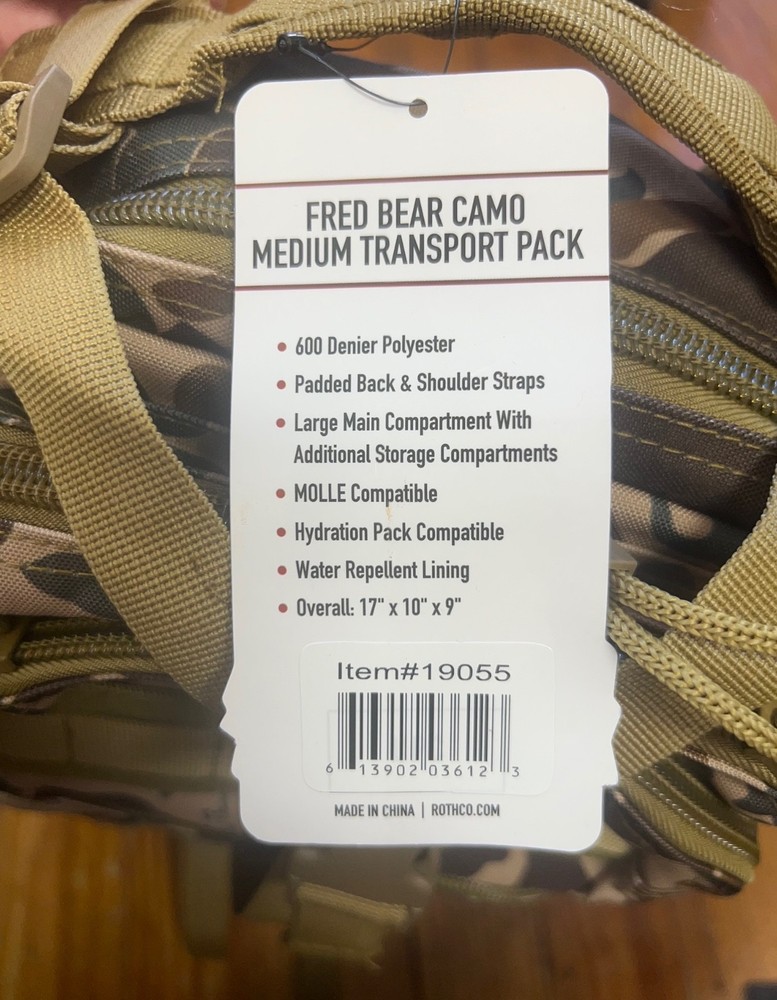 FRED BEAR CAMO
MEDIUM TRANSPORT PACK
• 600 Denier Polyester
• Padded Back & Shoulder Straps
• Large Main Compartment With
Additional Storage Compartments
• MOLLE Compatible
• Hydration Pack Compatible
• Water Repellent Lining
• Overall: 17" x 10" x 9"
Item#19055
6 13902 03612 3
MADE IN CHINA | ROTHCO.COM